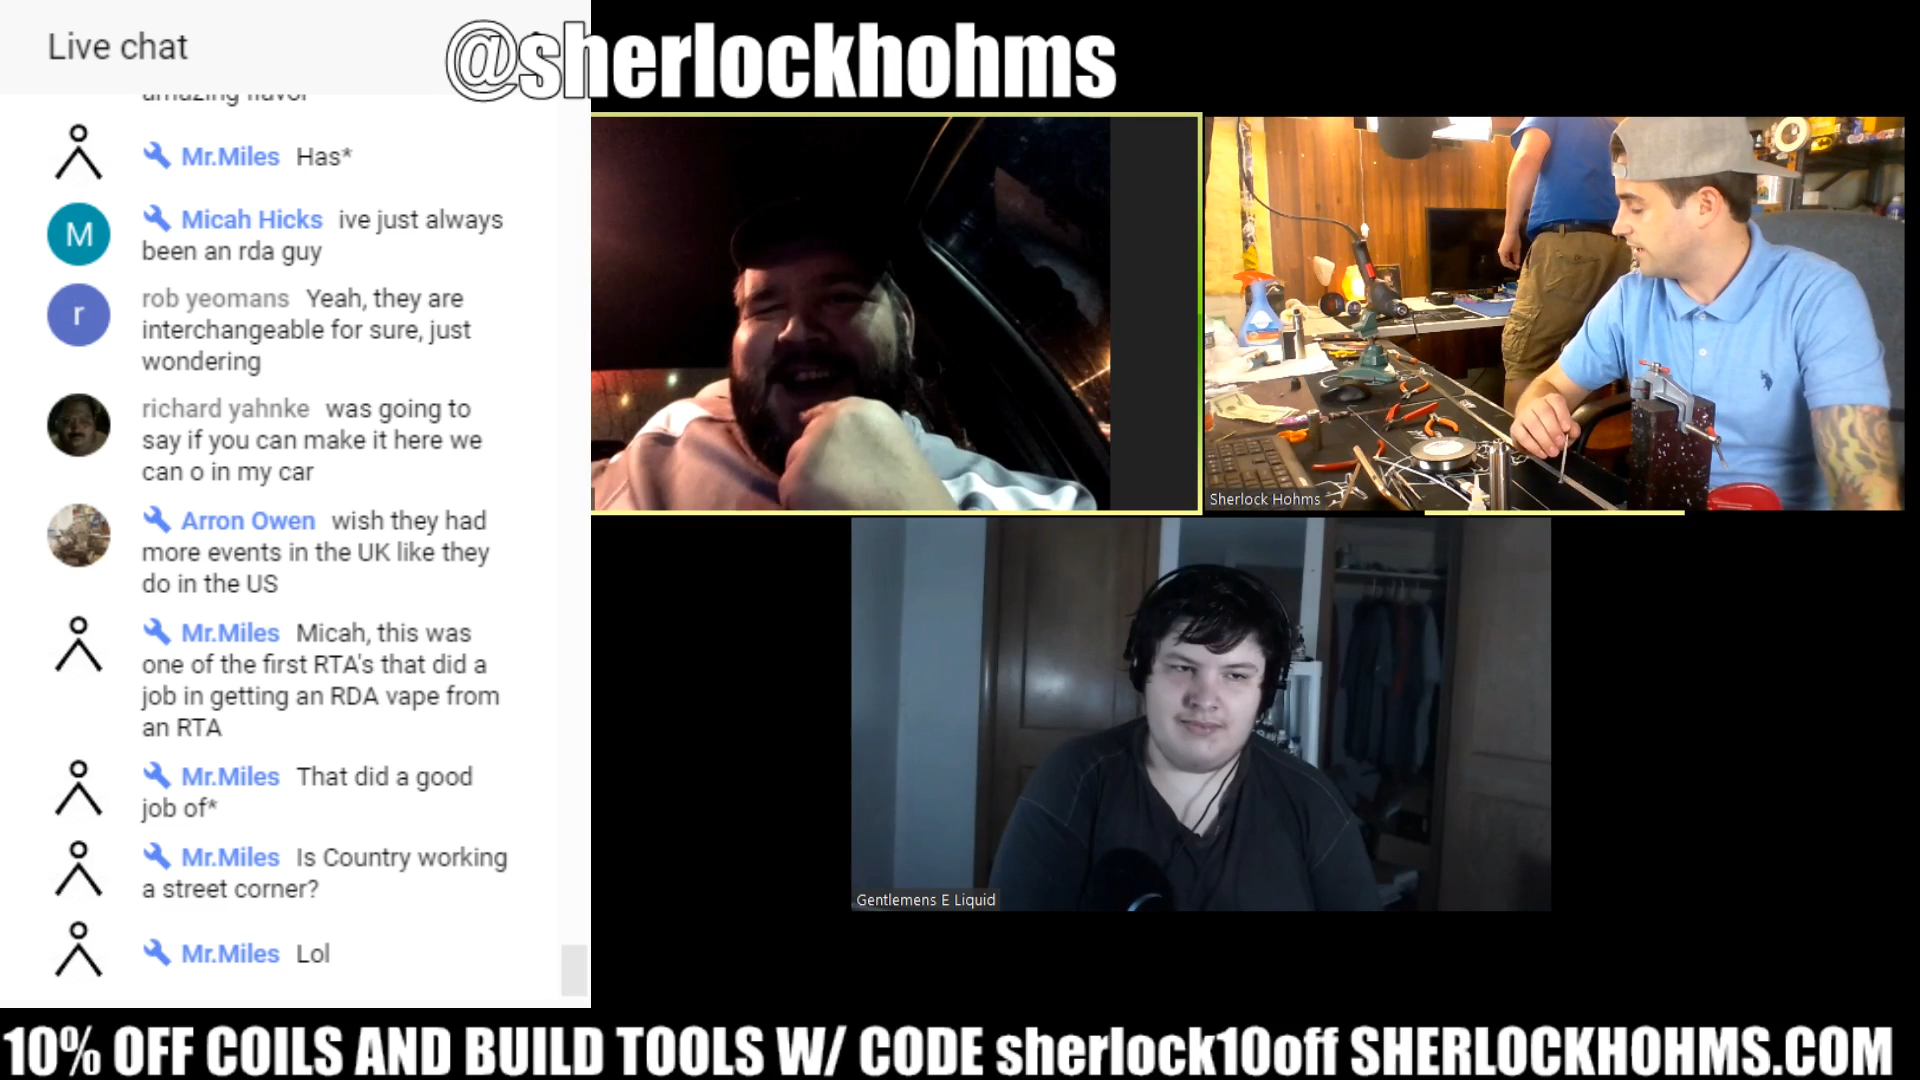 Live chat
@sherlockhohms
amazing flavor
Mr.Miles Has*
M
Micah Hicks ive just always
been an rda guy
r
rob yeomans Yeah, they are
interchangeable for sure, just
wondering
richard yahnke was going to
say if you can make it here we
can o in my car
Arron Owen wish they had
more events in the UK like they
do in the US
Mr.Miles Micah, this was
one of the first RTA's that did a
job in getting an RDA vape from
an RTA
Mr.Miles That did a good
job of*
Mr.Miles Is Country working
a street corner?
Mr.Miles Lol
Sherlock Hohms
Gentlemens E Liquid
10% OFF COILS AND BUILD TOOLS W/ CODE sherlock10off SHERLOCKHOHMS.COM